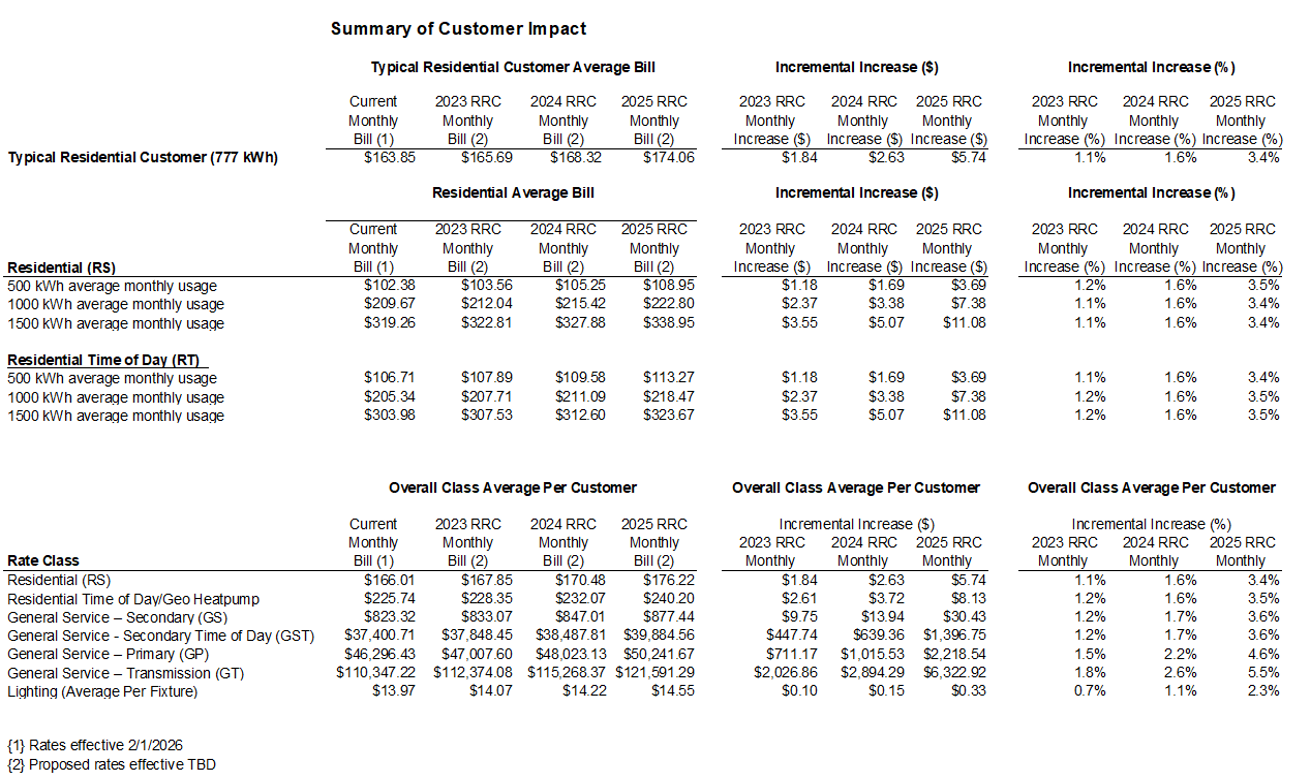 Summary of Customer Impact
Typical Residential Customer Average Bill Incremental Increase ($) Incremental Increase (%)
Current 2023 RRC 2024 RRC 2025 RRC 2023 RRC 2024 RRC 2025 RRC 2023 RRC 2024 RRC 2025 RRC
Monthly Monthly Monthly Monthly Monthly Monthly Monthly Monthly Monthly Monthly
Bill (1) Bill (2) Bill (2) Bill (2) Increase ($) Increase ($) Increase ($) Increase (%) Increase (%) Increase (%)
Typical Residential Customer (777 kWh) $163.85 $165.69 $168.32 $174.06 $1.84 $2.63 $5.74 1.1% 1.6% 3.4%
Residential Average Bill Incremental Increase ($) Incremental Increase (%)
Current 2023 RRC 2024 RRC 2025 RRC 2023 RRC 2024 RRC 2025 RRC 2023 RRC 2024 RRC 2025 RRC
Monthly Monthly Monthly Monthly Monthly Monthly Monthly Monthly Monthly Monthly
Residential (RS) Bill (1) Bill (2) Bill (2) Bill (2) Increase ($) Increase ($) Increase ($) Increase (%) Increase (%) Increase (%)
500 kWh average monthly usage $102.38 $103.56 $105.25 $108.95 $1.18 $1.69 $3.69 1.2% 1.6% 3.5%
1000 kWh average monthly usage $209.67 $212.04 $215.42 $222.80 $2.37 $3.38 $7.38 1.1% 1.6% 3.4%
1500 kWh average monthly usage $319.26 $322.81 $327.88 $338.95 $3.55 $5.07 $11.08 1.1% 1.6% 3.4%
Residential Time of Day (RT)
500 kWh average monthly usage $106.71 $107.89 $109.58 $113.27 $1.18 $1.69 $3.69 1.1% 1.6% 3.4%
1000 kWh average monthly usage $205.34 $207.71 $211.09 $218.47 $2.37 $3.38 $7.38 1.2% 1.6% 3.5%
1500 kWh average monthly usage $303.98 $307.53 $312.60 $323.67 $3.55 $5.07 $11.08 1.2% 1.6% 3.5%
Overall Class Average Per Customer Overall Class Average Per Customer Overall Class Average Per Customer
Current 2023 RRC 2024 RRC 2025 RRC Incremental Increase ($) Incremental Increase (%)
Monthly Monthly Monthly Monthly 2023 RRC 2024 RRC 2025 RRC 2023 RRC 2024 RRC 2025 RRC
Rate Class Bill (1) Bill (2) Bill (2) Bill (2) Monthly Monthly Monthly Monthly Monthly Monthly
Residential (RS) $166.01 $167.85 $170.48 $176.22 $1.84 $2.63 $5.74 1.1% 1.6% 3.4%
Residential Time of Day/Geo Heatpump $225.74 $228.35 $232.07 $240.20 $2.61 $3.72 $8.13 1.2% 1.6% 3.5%
General Service – Secondary (GS) $823.32 $833.07 $847.01 $877.44 $9.75 $13.94 $30.43 1.2% 1.7% 3.6%
General Service - Secondary Time of Day (GST) $37,400.71 $37,848.45 $38,487.81 $39,884.56 $447.74 $639.36 $1,396.75 1.2% 1.7% 3.6%
General Service – Primary (GP) $46,296.43 $47,007.60 $48,023.13 $50,241.67 $711.17 $1,015.53 $2,218.54 1.5% 2.2% 4.6%
General Service – Transmission (GT) $110,347.22 $112,374.08 $115,268.37 $121,591.29 $2,026.86 $2,894.29 $6,322.92 1.8% 2.6% 5.5%
Lighting (Average Per Fixture) $13.97 $14.07 $14.22 $14.55 $0.10 $0.15 $0.33 0.7% 1.1% 2.3%
{1} Rates effective 2/1/2026
{2} Proposed rates effective TBD